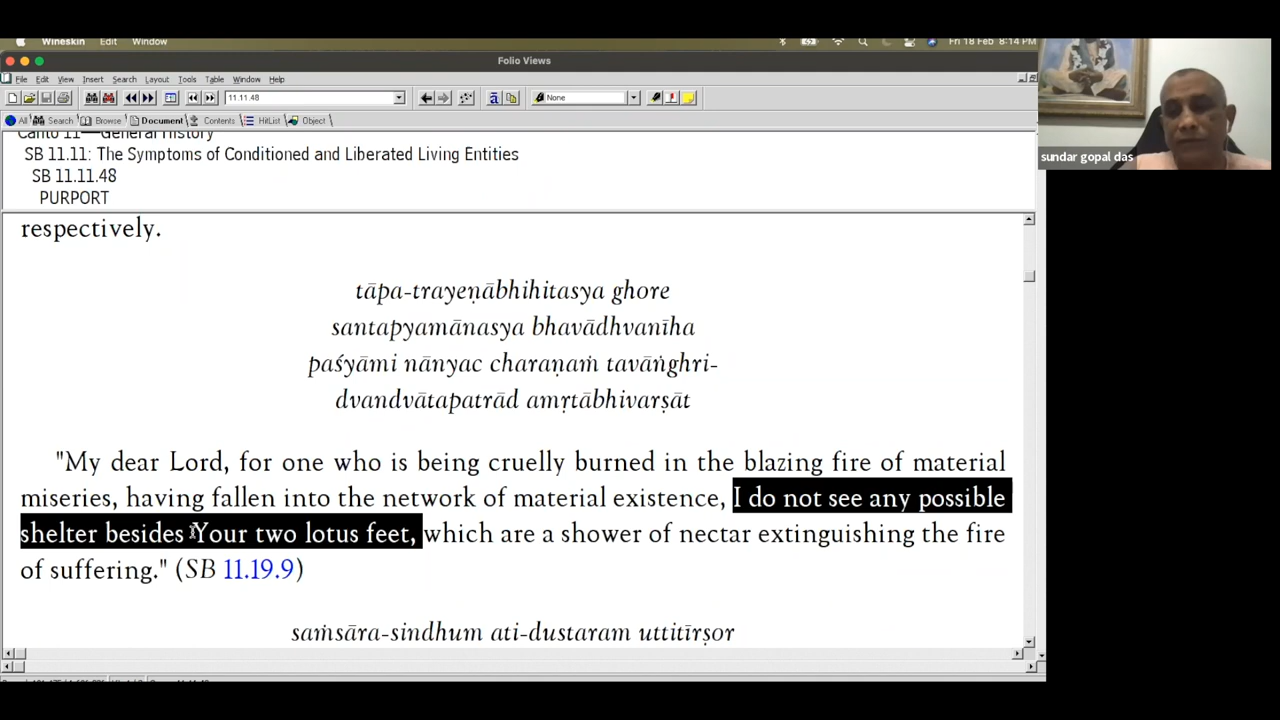 Wineskin Edit Window Fri 18 Feb 8:14 PM
Folio Views
File Edit View Insert Search Layout Tools Table Window Help
11.11.48 None
All Search Browse Document Contents HitList Object
Canto 11—General History
SB 11.11: The Symptoms of Conditioned and Liberated Living Entities
SB 11.11.48
PURPORT
sundar gopal das
respectively.
tāpa-trayeṇābhihitasya ghore
santapyamānasya bhavādhvanīha
paśyāmi nānyac charaṇaṁ tavāṅghri-
dvandvātapatrād amṛtābhivarṣāt
"My dear Lord, for one who is being cruelly burned in the blazing fire of material
miseries, having fallen into the network of material existence, I do not see any possible
shelter besides Your two lotus feet, which are a shower of nectar extinguishing the fire
of suffering." (SB 11.19.9)
saṁsāra-sindhum ati-dustaram uttitīrṣor